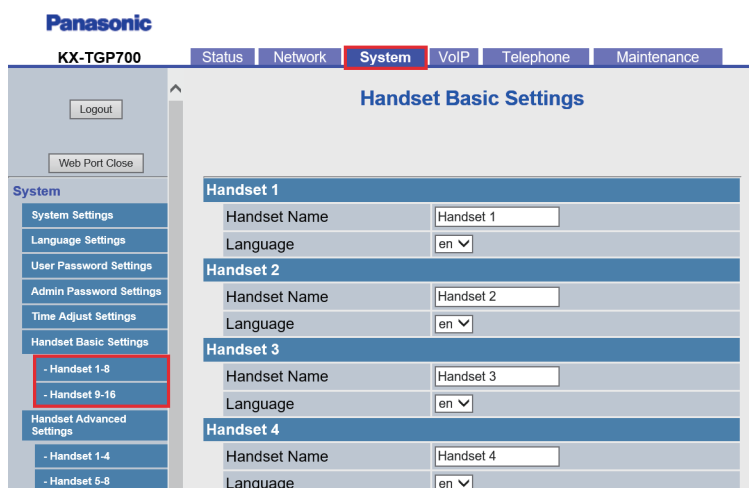 Panasonic
KX-TGP700
Status Network System VoIP Telephone Maintenance
Logout
Web Port Close
System
System Settings
Language Settings
User Password Settings
Admin Password Settings
Time Adjust Settings
Handset Basic Settings
- Handset 1-8
- Handset 9-16
Handset Advanced
Settings
- Handset 1-4
- Handset 5-8
Handset Basic Settings
Handset 1
Handset Name Handset 1
Language en
Handset 2
Handset Name Handset 2
Language en
Handset 3
Handset Name Handset 3
Language en
Handset 4
Handset Name Handset 4
Language en